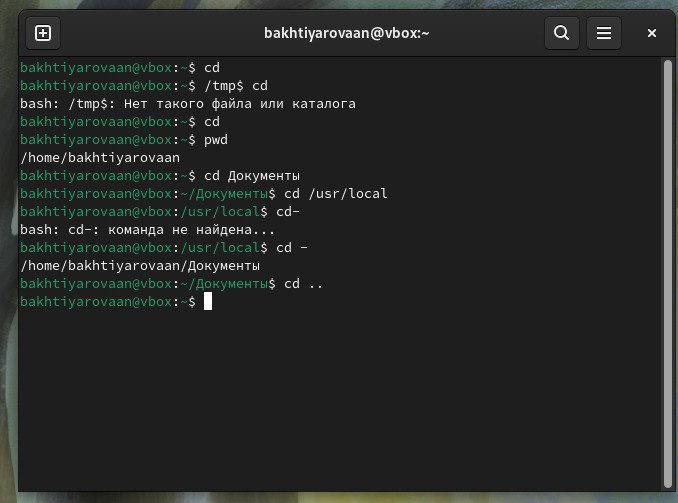 bakhtiyarovaan@vbox:~
bakhtiyarovaan@vbox:~$ cd
bakhtiyarovaan@vbox:~$ /tmp$ cd
bash: /tmp$: Нет такого файла или каталога
bakhtiyarovaan@vbox:~$ cd
bakhtiyarovaan@vbox:~$ pwd
/home/bakhtiyarovaan
bakhtiyarovaan@vbox:~$ cd Документы
bakhtiyarovaan@vbox:~/Документы$ cd /usr/local
bakhtiyarovaan@vbox:/usr/local$ cd-
bash: cd-: команда не найдена...
bakhtiyarovaan@vbox:/usr/local$ cd -
/home/bakhtiyarovaan/Документы
bakhtiyarovaan@vbox:~/Документы$ cd ..
bakhtiyarovaan@vbox:~$